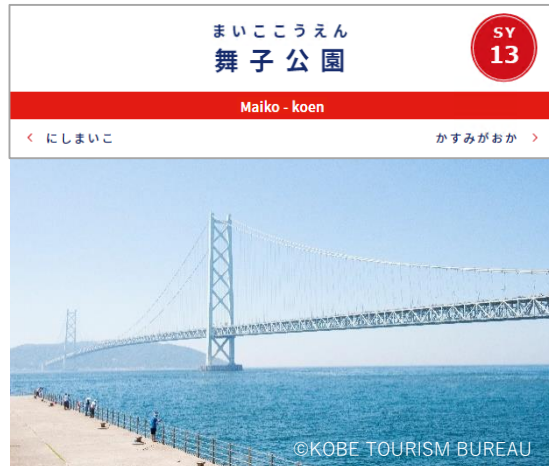 まいここうえん
舞子公園
SY
13
Maiko - koen
< にしまいこ
かすみがおか >
©KOBE TOURISM BUREAU